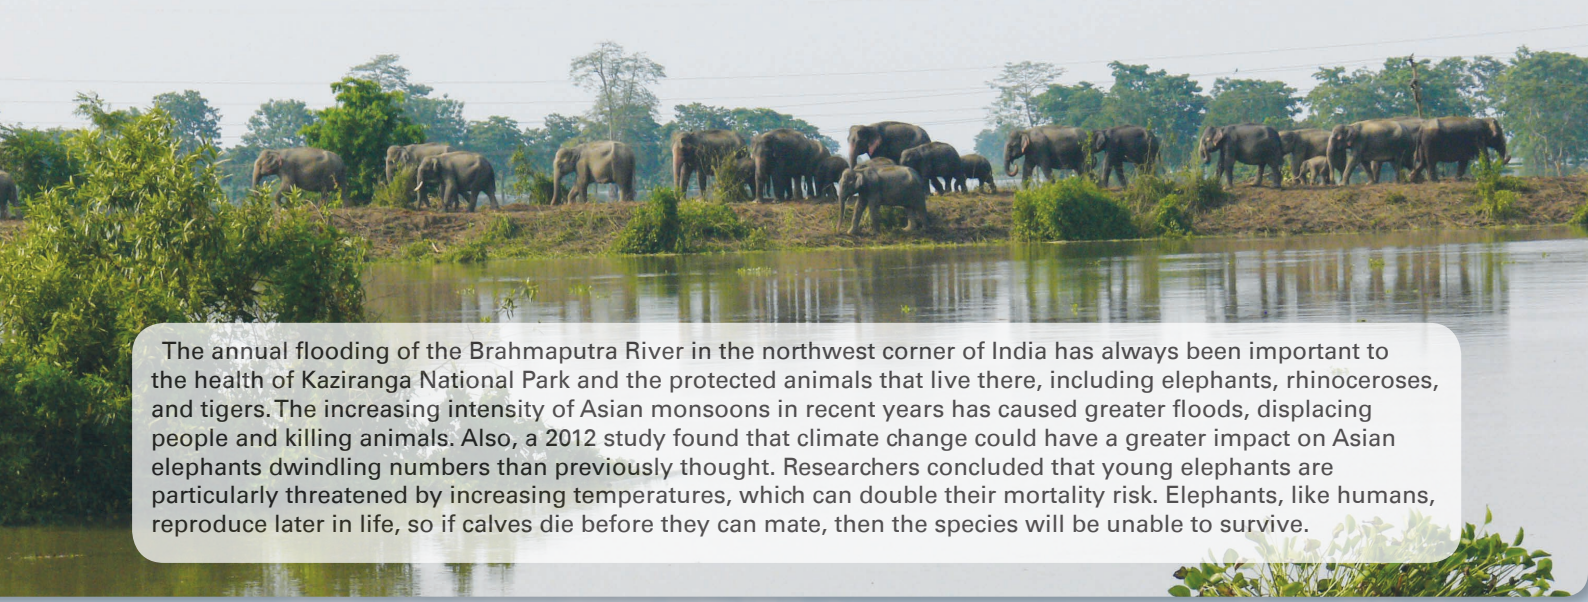 The annual flooding of the Brahmaputra River in the northwest corner of India has always been important to
the health of Kaziranga National Park and the protected animals that live there, including elephants, rhinoceroses,
and tigers. The increasing intensity of Asian monsoons in recent years has caused greater floods, displacing
people and killing animals. Also, a 2012 study found that climate change could have a greater impact on Asian
elephants dwindling numbers than previously thought. Researchers concluded that young elephants are
particularly threatened by increasing temperatures, which can double their mortality risk. Elephants, like humans,
reproduce later in life, so if calves die before they can mate, then the species will be unable to survive.